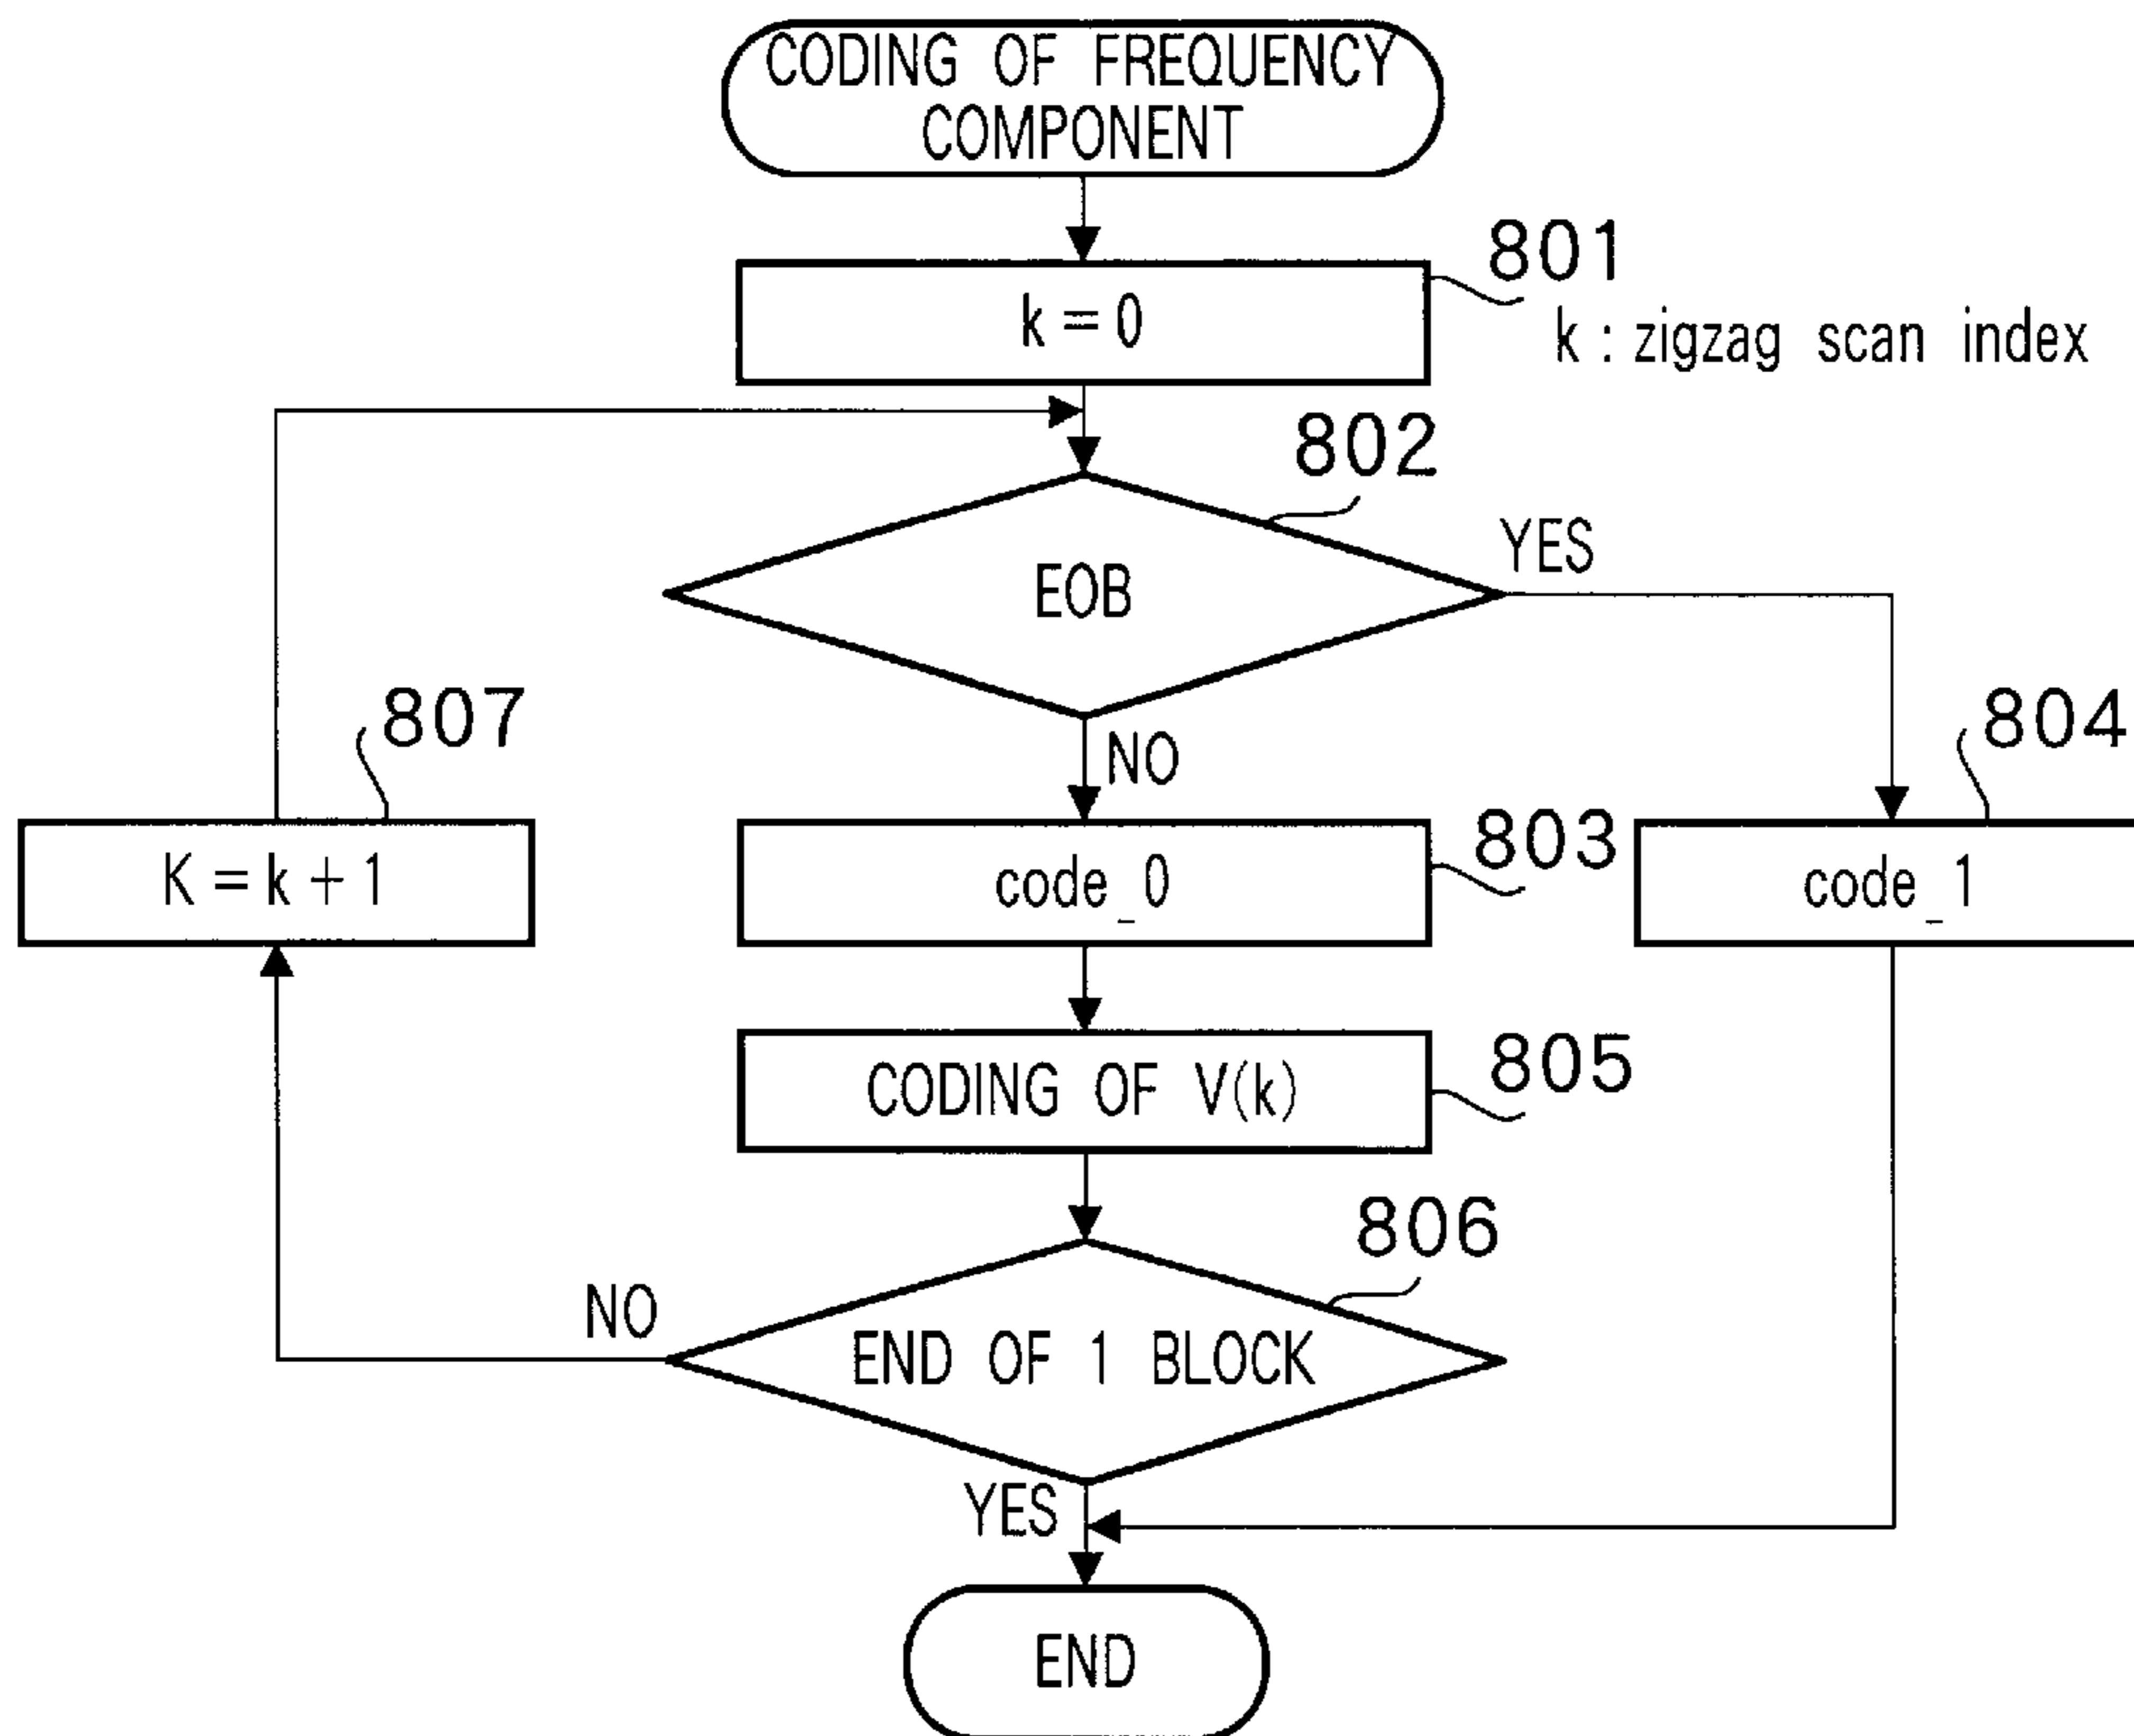 CODING OF FREQUENCY
COMPONENT
801
k = 0
k : zigzag scan index
802
EOB
YES
NO
807
804
803
K = k + 1
code_0
code_1
CODING OF V(k)
805
806
NO
END OF 1 BLOCK
YES
END